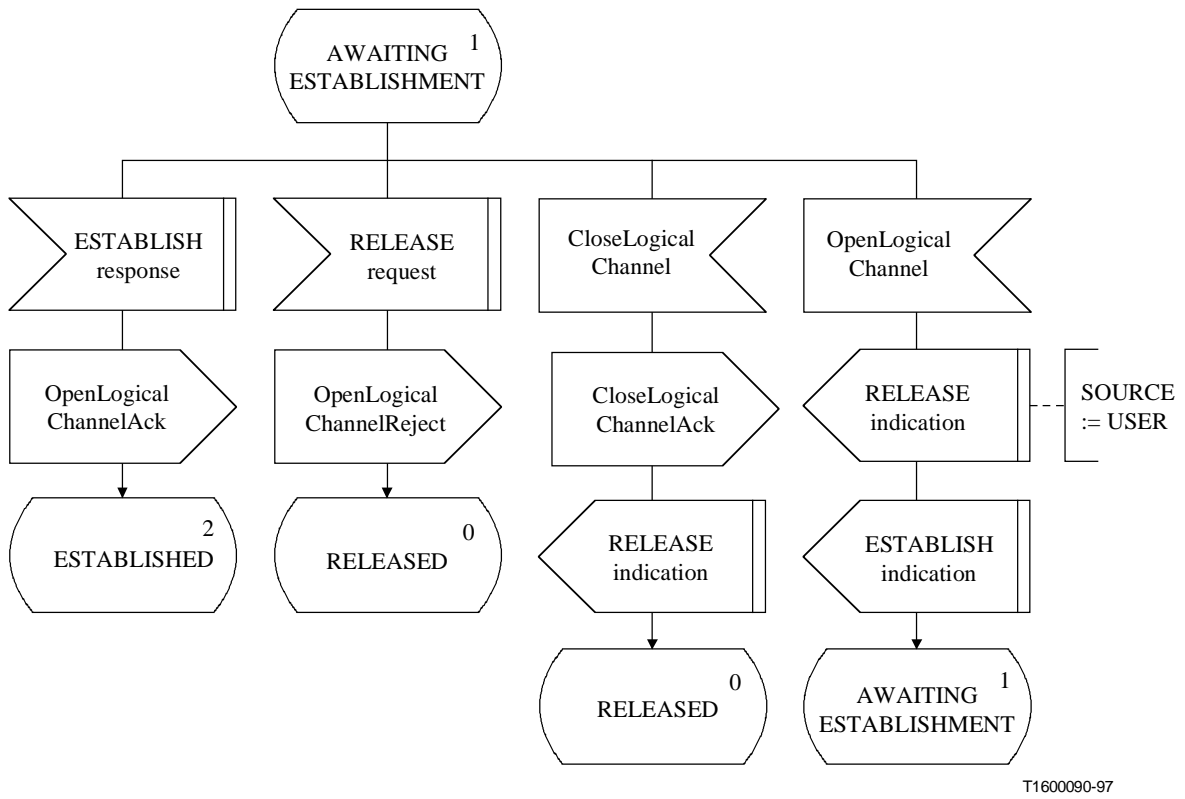 1
AWAITING
ESTABLISHMENT
ESTABLISH
response
RELEASE
request
CloseLogical
Channel
OpenLogical
Channel
OpenLogical
ChannelAck
OpenLogical
ChannelReject
CloseLogical
ChannelAck
RELEASE
indication
SOURCE
:= USER
2
ESTABLISHED
0
RELEASED
RELEASE
indication
ESTABLISH
indication
0
RELEASED
1
AWAITING
ESTABLISHMENT
T1600090-97